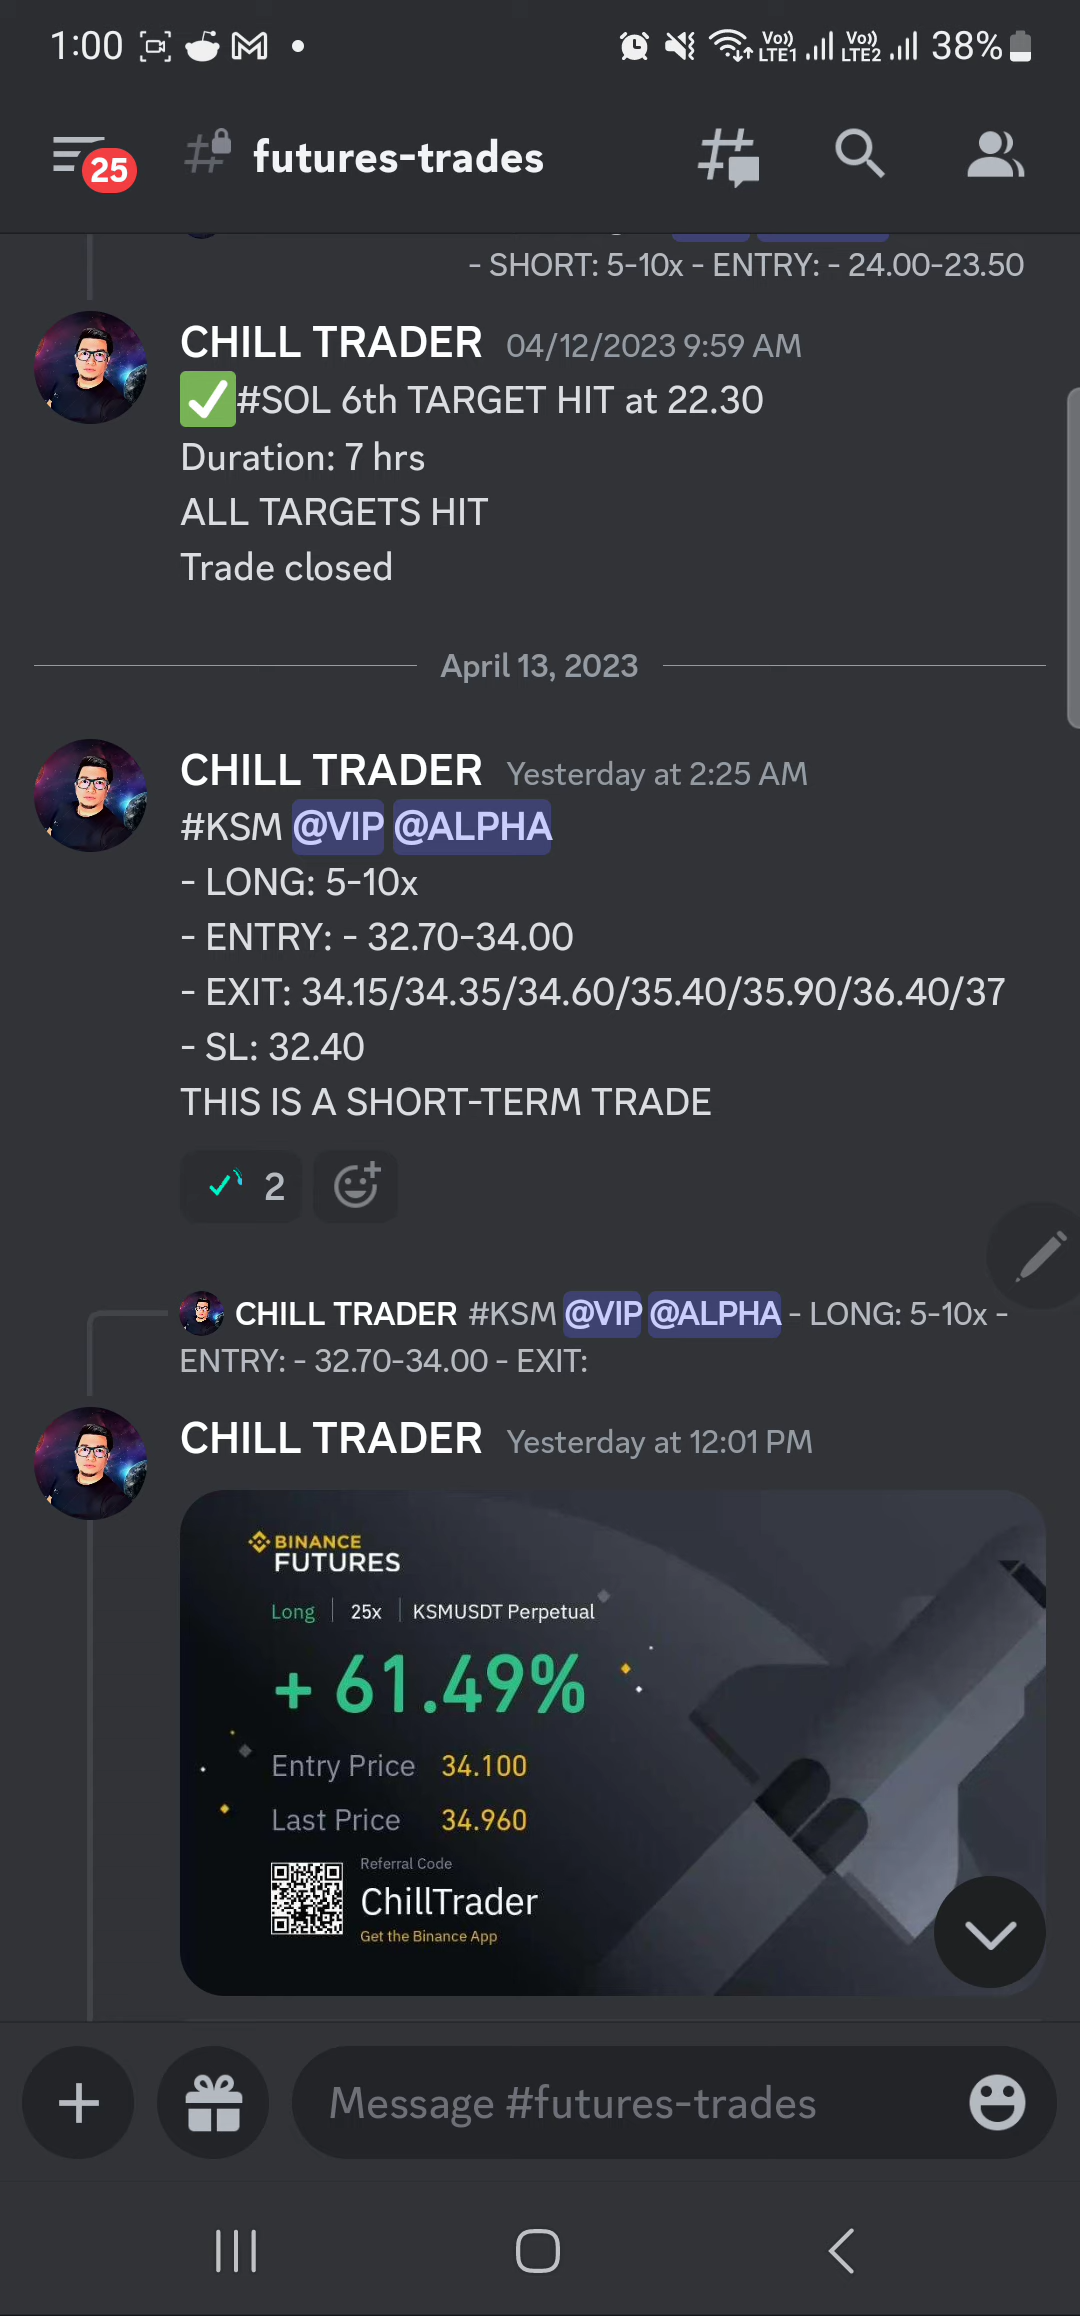 1:00
Vo)) LTE1 Vo)) LTE2 38%
25
futures-trades
- SHORT: 5-10x - ENTRY: - 24.00-23.50
CHILL TRADER 04/12/2023 9:59 AM
✅#SOL 6th TARGET HIT at 22.30
Duration: 7 hrs
ALL TARGETS HIT
Trade closed
April 13, 2023
CHILL TRADER Yesterday at 2:25 AM
#KSM @VIP @ALPHA
- LONG: 5-10x
- ENTRY: - 32.70-34.00
- EXIT: 34.15/34.35/34.60/35.40/35.90/36.40/37
- SL: 32.40
THIS IS A SHORT-TERM TRADE
2
CHILL TRADER #KSM @VIP @ALPHA - LONG: 5-10x -
ENTRY: - 32.70-34.00 - EXIT:
CHILL TRADER Yesterday at 12:01 PM
BINANCE
FUTURES
Long 25x KSMUSDT Perpetual
+ 61.49%
Entry Price 34.100
Last Price 34.960
Referral Code
ChillTrader
Get the Binance App
Message #futures-trades